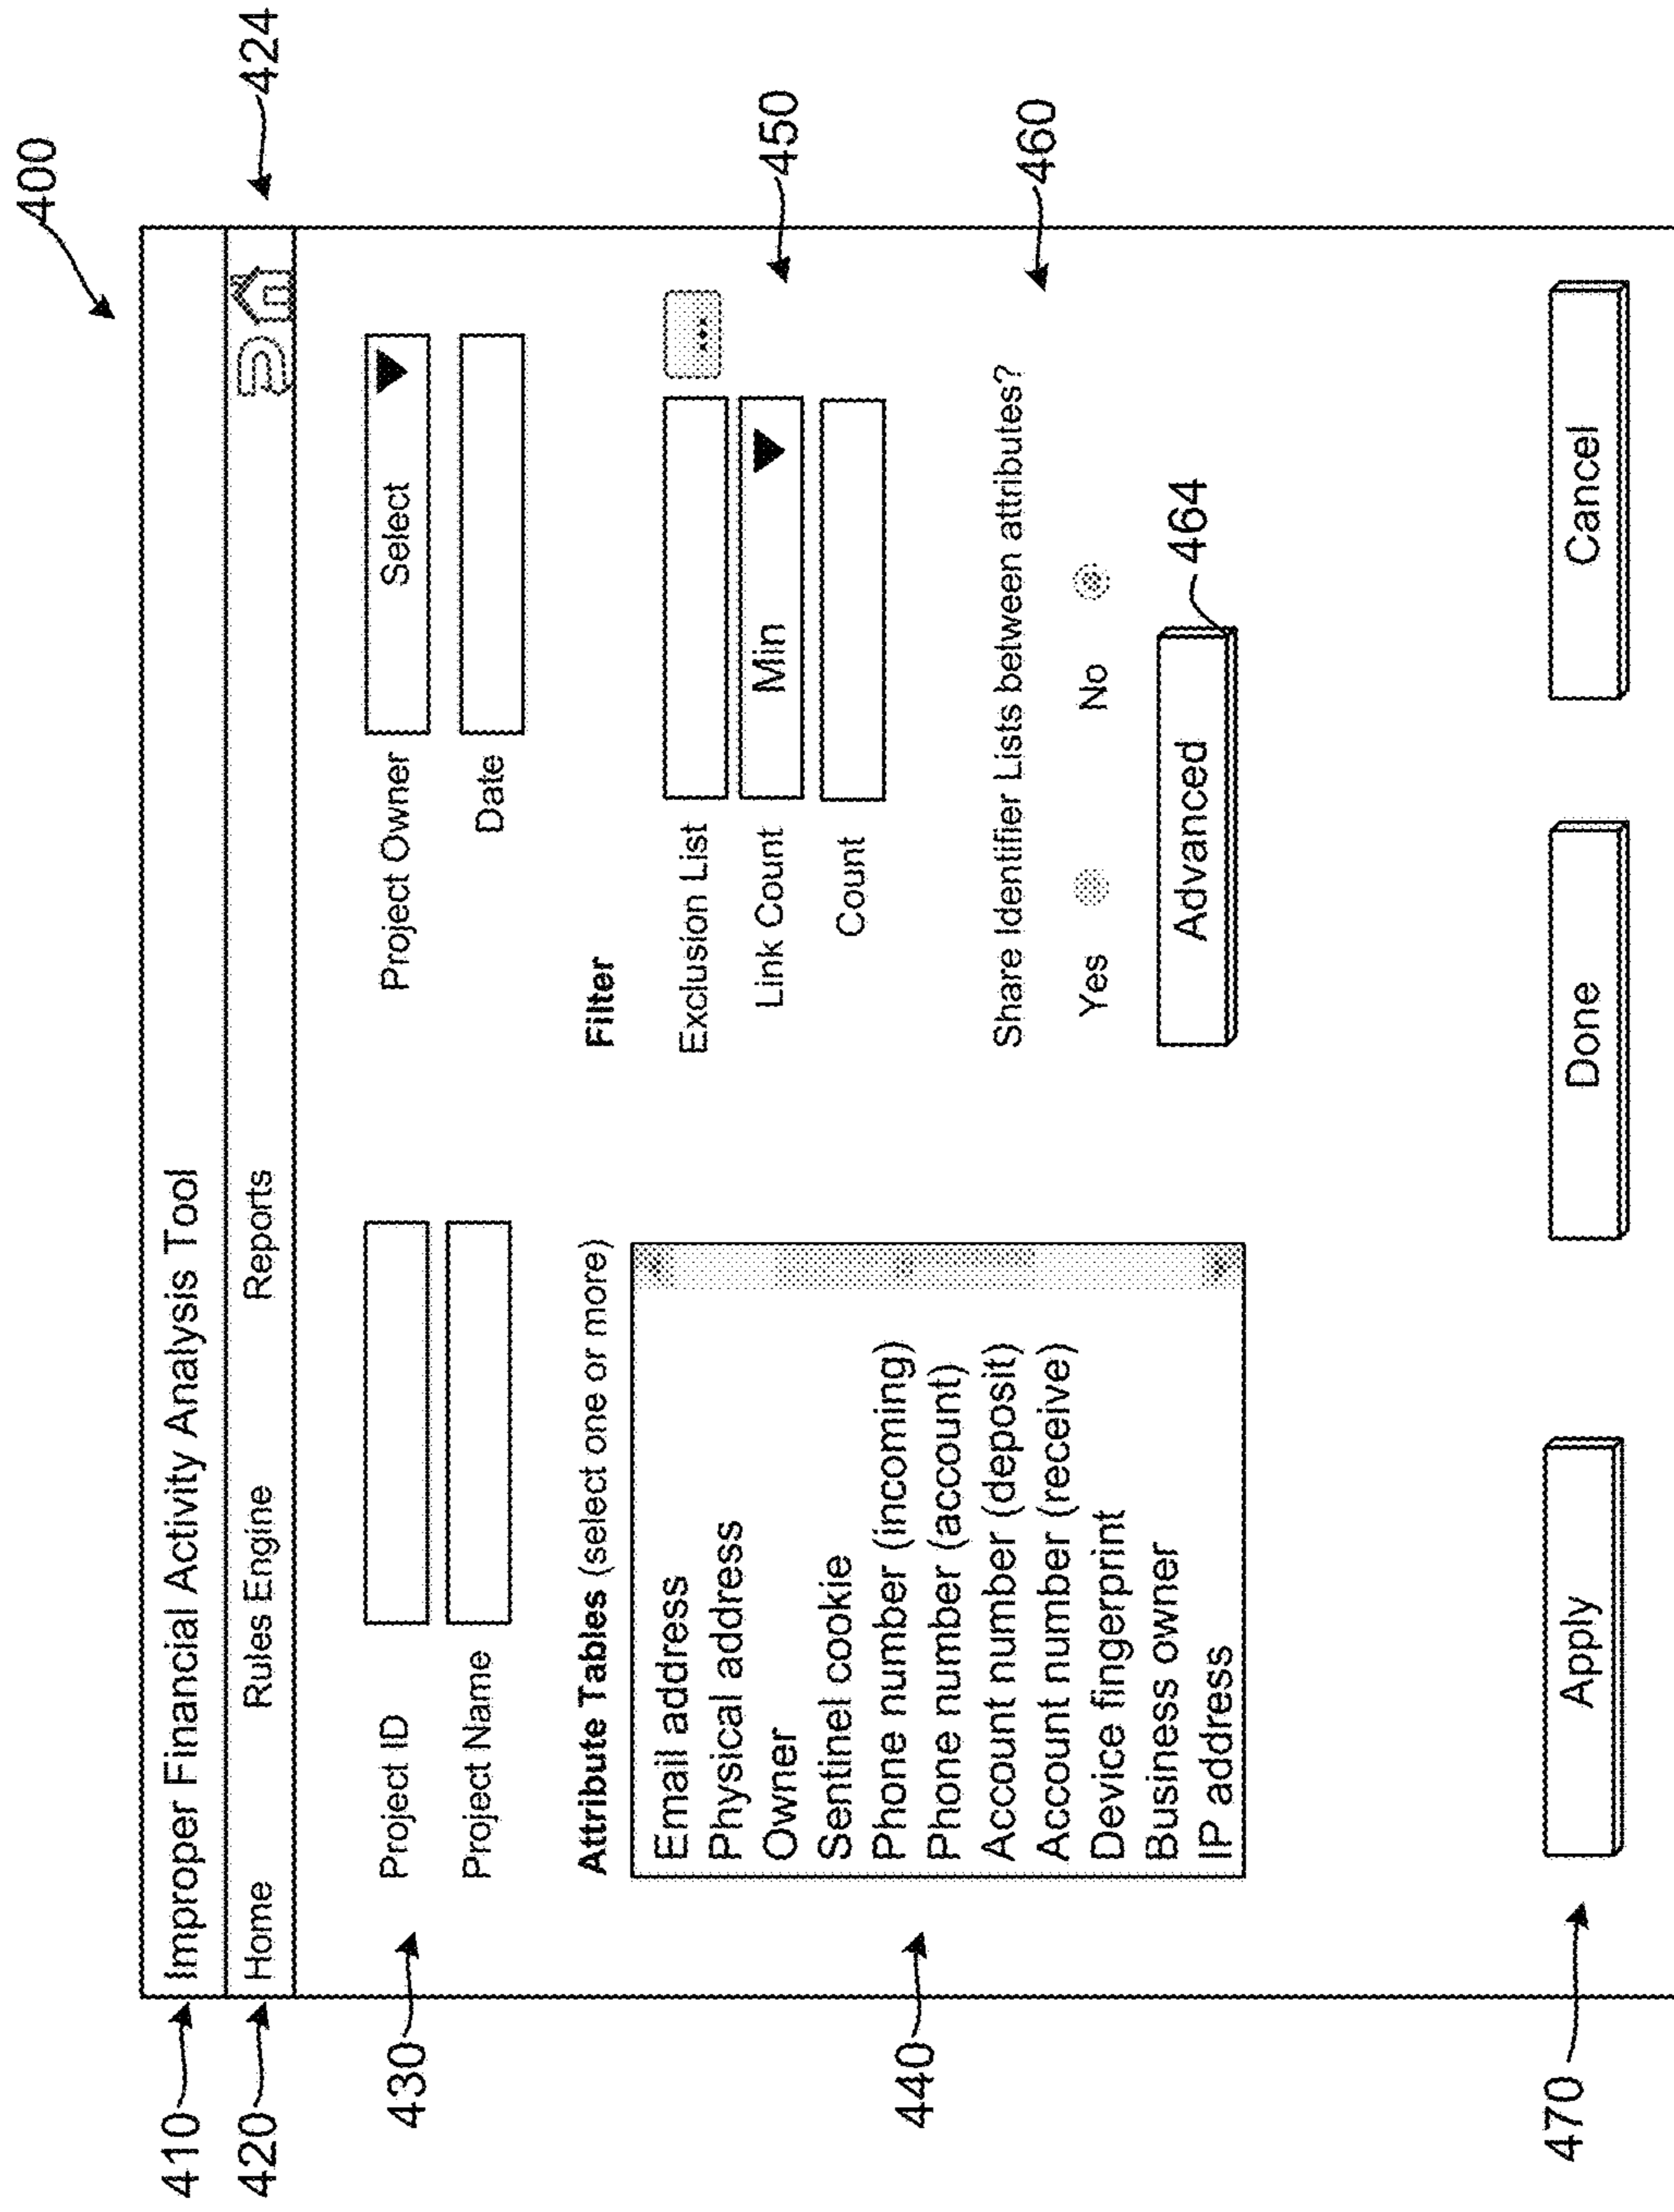 400
410
Improper Financial Activity Analysis Tool
420
Home Rules Engine Reports
424
430
Project ID
Project Name
Project Owner Select
Date
440
Attribute Tables (select one or more)
Email address
Physical address
Owner
Sentinel cookie
Phone number (incoming)
Phone number (account)
Account number (deposit)
Account number (receive)
Device fingerprint
Business owner
IP address
Filter
Exclusion List ...
Link Count Min
Count
450
Share Identifier Lists between attributes?
460
Yes No
Advanced
464
470
Apply Done Cancel